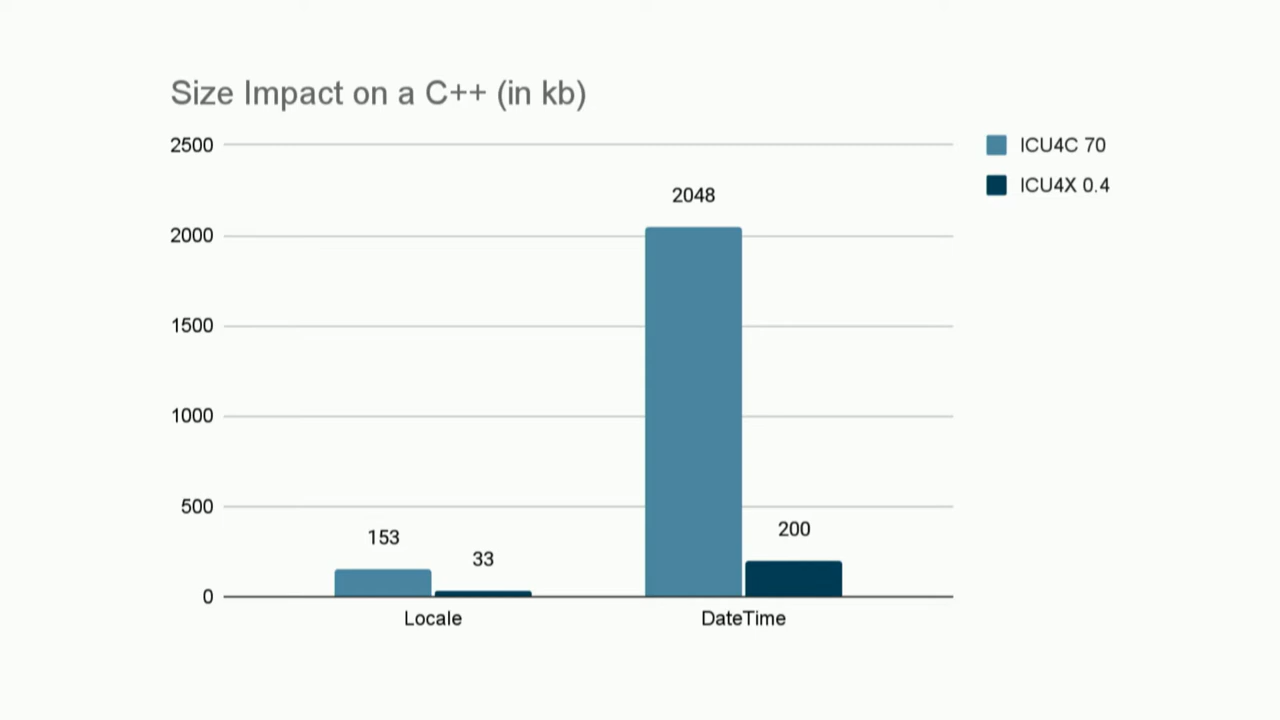 Size Impact on a C++ (in kb)
2500
2000
1500
1000
500
0
2048
200
153
33
Locale
DateTime
ICU4C 70
ICU4X 0.4